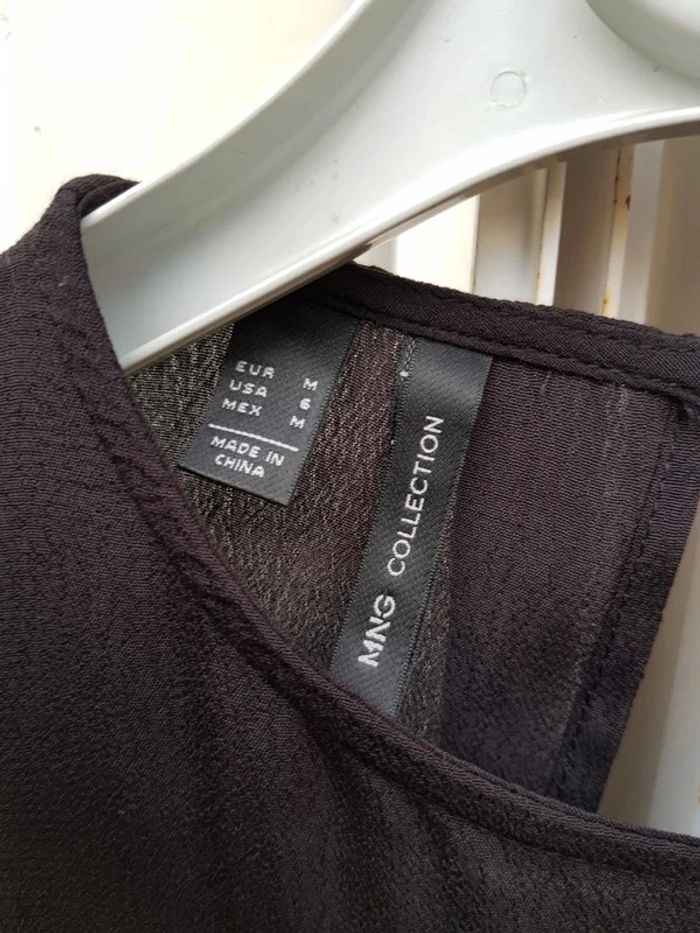 EUR M
USA 6
MEX M
MADE IN
CHINA
MNG COLLECTION